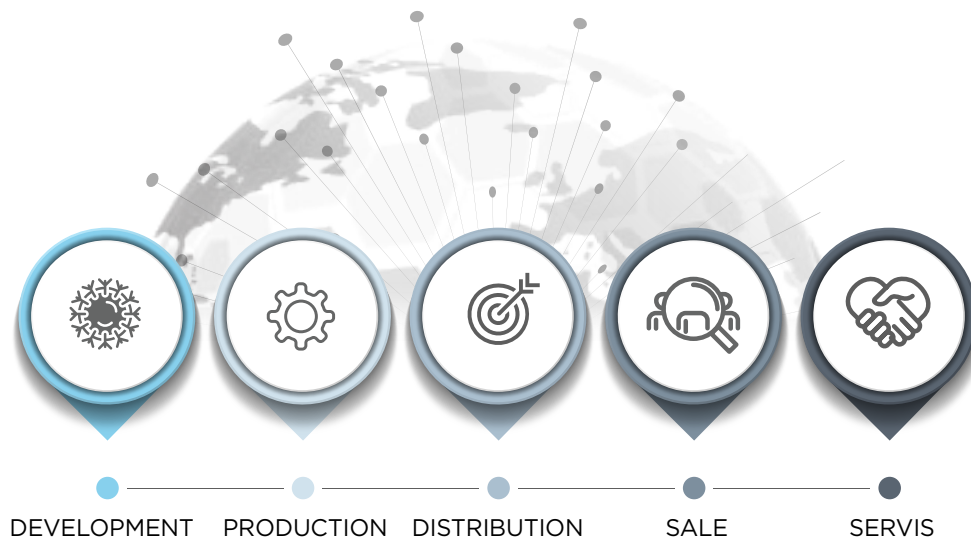 DEVELOPMENT
PRODUCTION
DISTRIBUTION
SALE
SERVIS